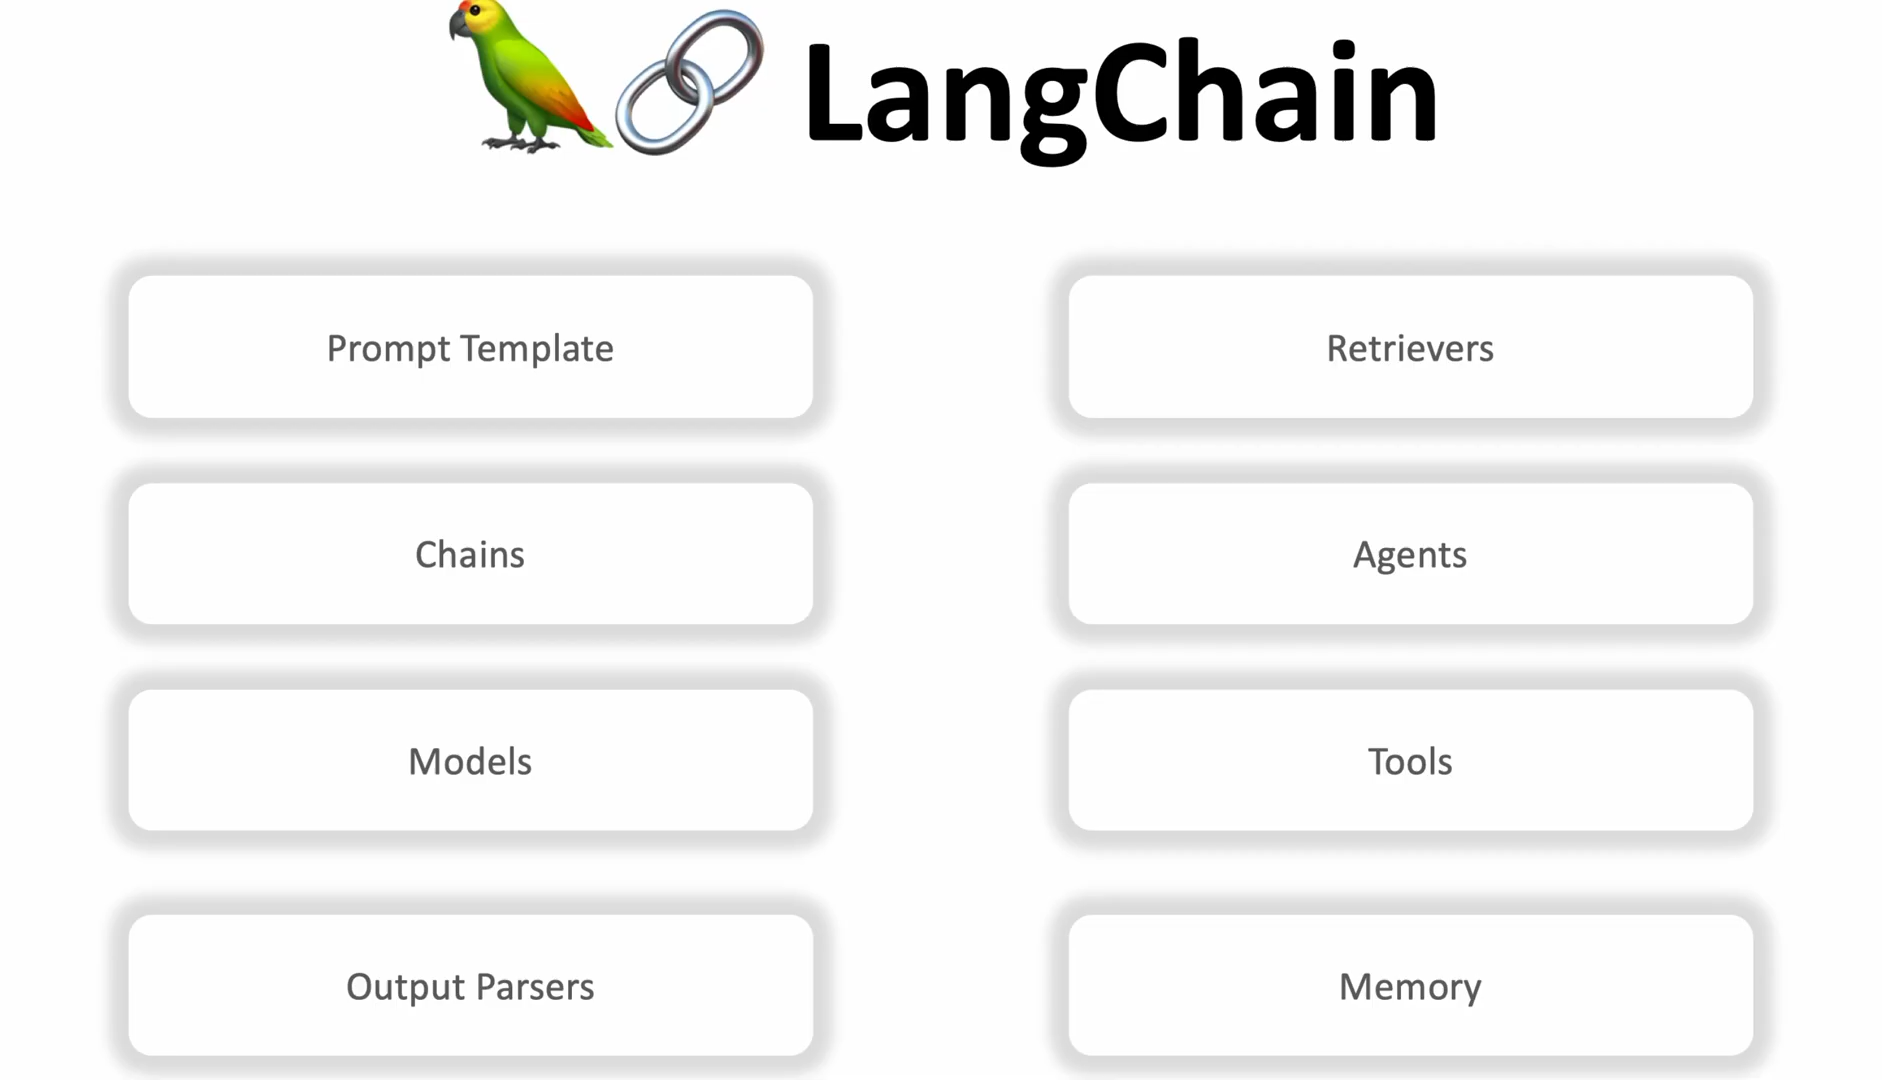 LangChain
Prompt Template
Retrievers
Chains
Agents
Models
Tools
Output Parsers
Memory